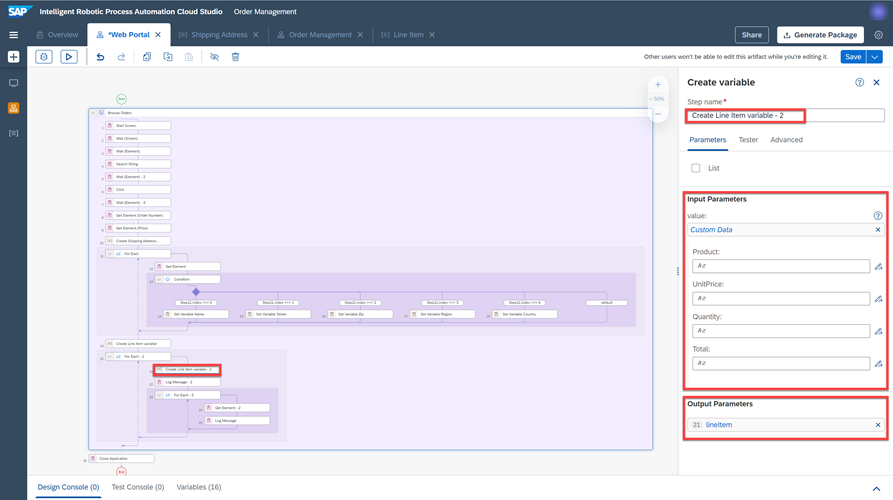 SAP Intelligent Robotic Process Automation Cloud Studio Order Management
Overview *Web Portal Shipping Address Order Management Line Item Share Generate Package
Other users won't be able to edit this artifact while you're editing it. Save
Create variable
Step name*
Create Line Item variable - 2
Parameters Tester Advanced
List
Input Parameters
value:
Custom Data
Product:
A-z
UnitPrice:
A-z
Quantity:
A-z
Total:
A-z
Output Parameters
21 lineItem
50%
Start
Browse Orders
1 Start Screen
2 Wait (Screen)
3 Wait (Element)
4 Search String
5 Wait (Element) - 2
6 Click
7 Wait (Element) - 3
8 Get Element (Order Number)
9 Get Element (Price)
10 Create Shipping Address...
11 For Each
12 Get Element
13 Condition
Step11.index === 0 Step11.index === 1 Step11.index === 2 Step11.index === 3 Step11.index === 4 default
14 Set Variable Name 15 Set Variable Street 16 Set Variable Zip 17 Set Variable Region 18 Set Variable Country
19 Create Line Item variable
20 For Each - 2
Create Line Item variable - 2
22 Log Message - 2
23 For Each - 3
24 Get Element - 2
25 Log Message
26 Close Application
End
Design Console (0) Test Console (0) Variables (16)